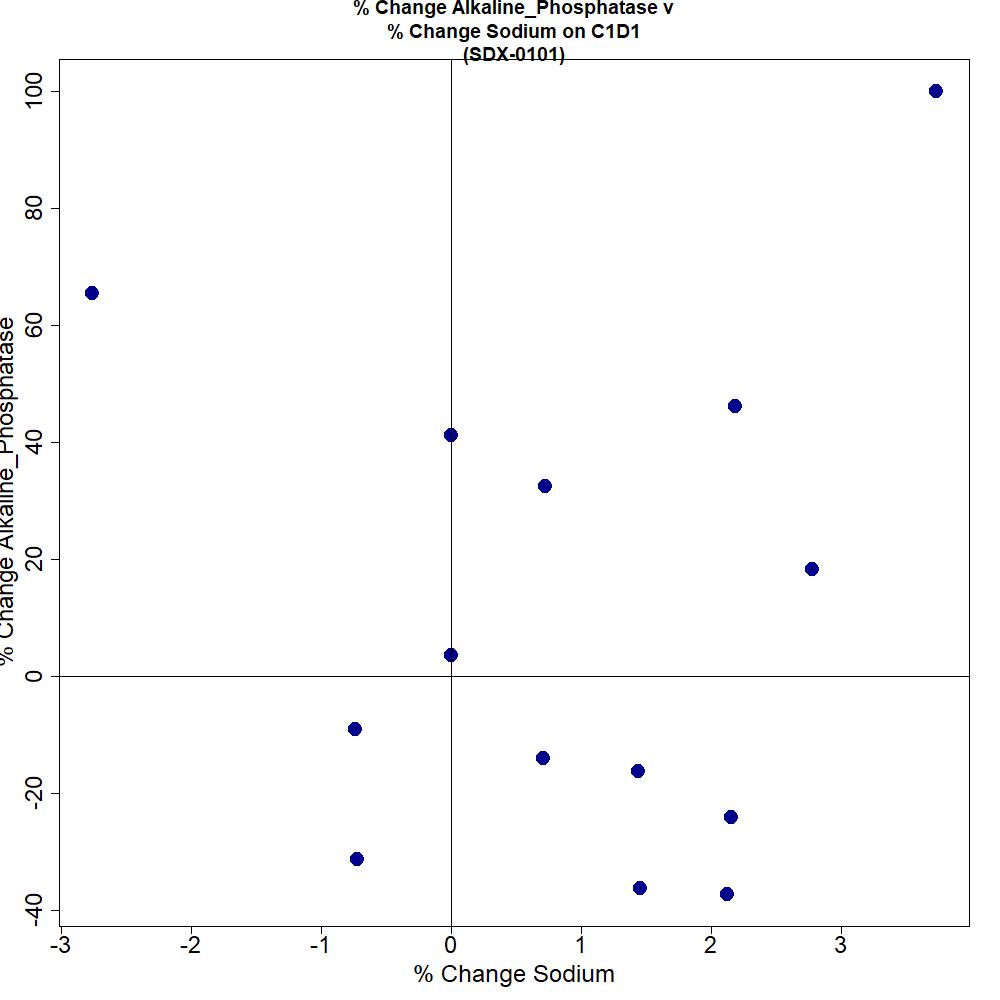 % Change Alkaline_Phosphatase v
% Change Sodium on C1D1
(SDX-0101)
% Change Alkaline_Phosphatase
100
80
60
40
20
0
-20
-40
-3 -2 -1 0 1 2 3
% Change Sodium